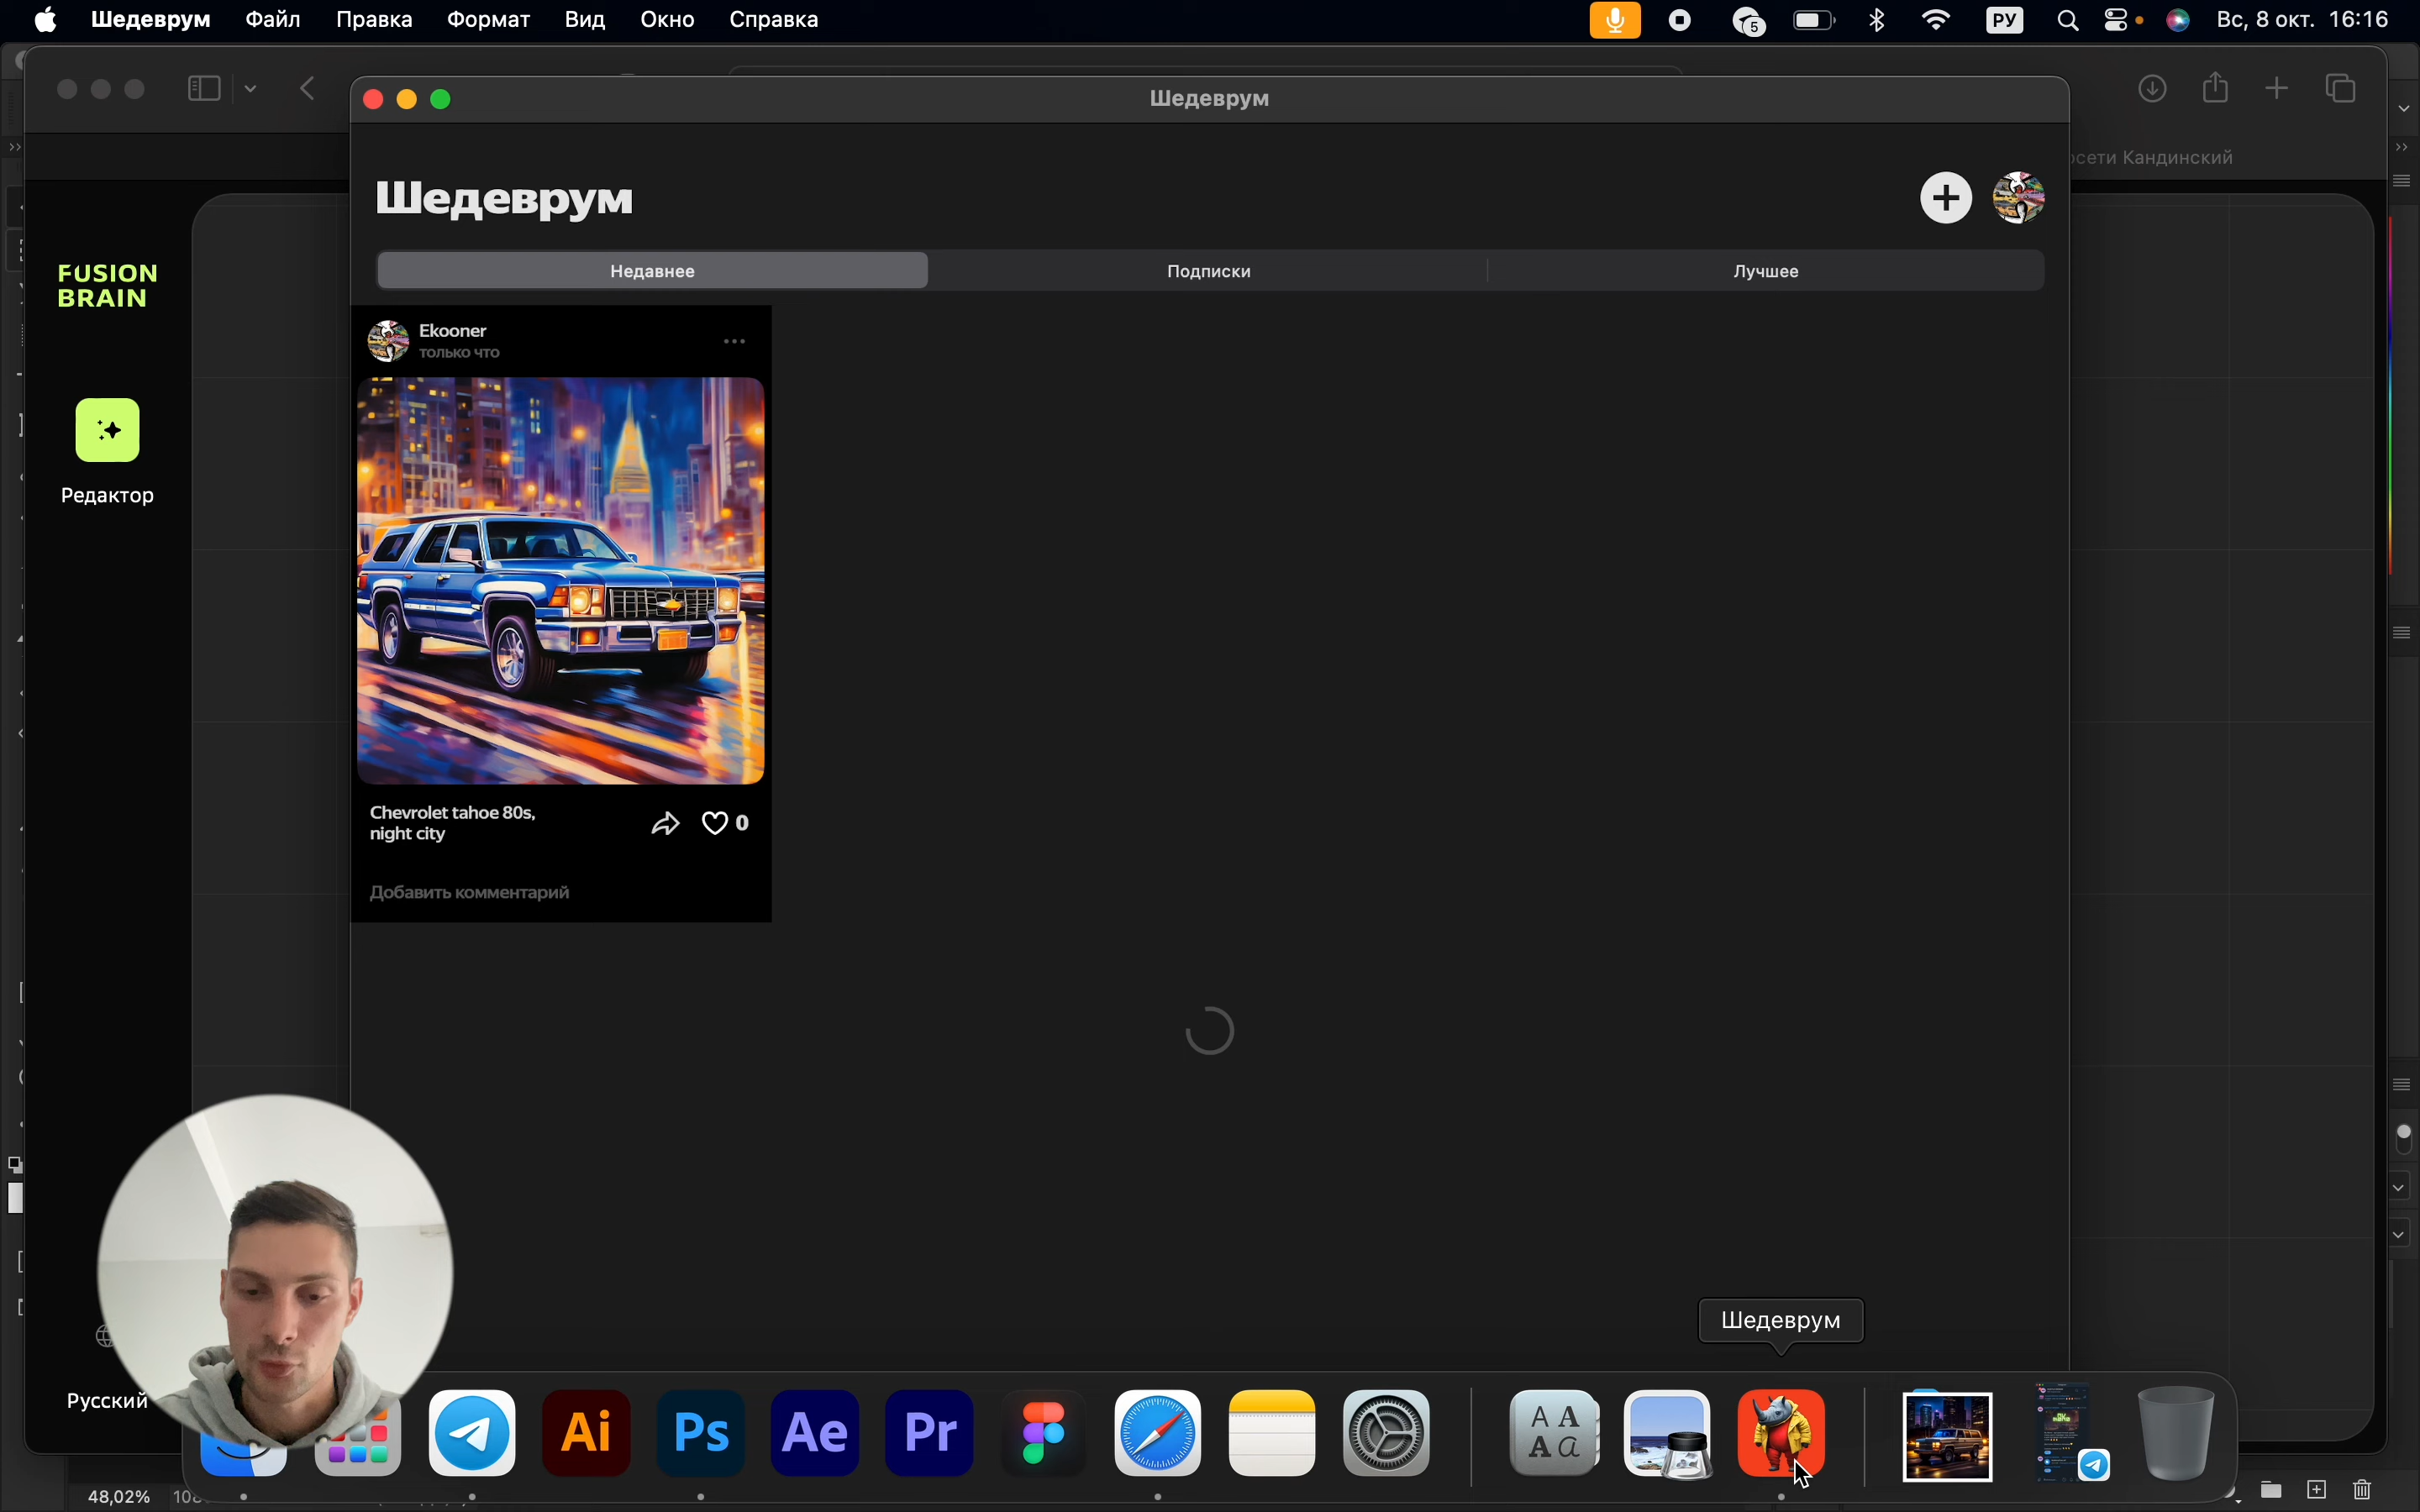 Шедеврум Файл Правка Формат Вид Окно Справка 5 РУ Вс, 8 окт. 16:16
Шедеврум
осети Кандинский
Шедеврум
FUSION
BRAIN
Недавнее Подписки Лучшее
Ekooner
только что
Редактор
Chevrolet tahoe 80s,
night city
0
Добавить комментарий
Шедеврум
Русский
Ai Ps Ae Pr
A A
A a
48,02%